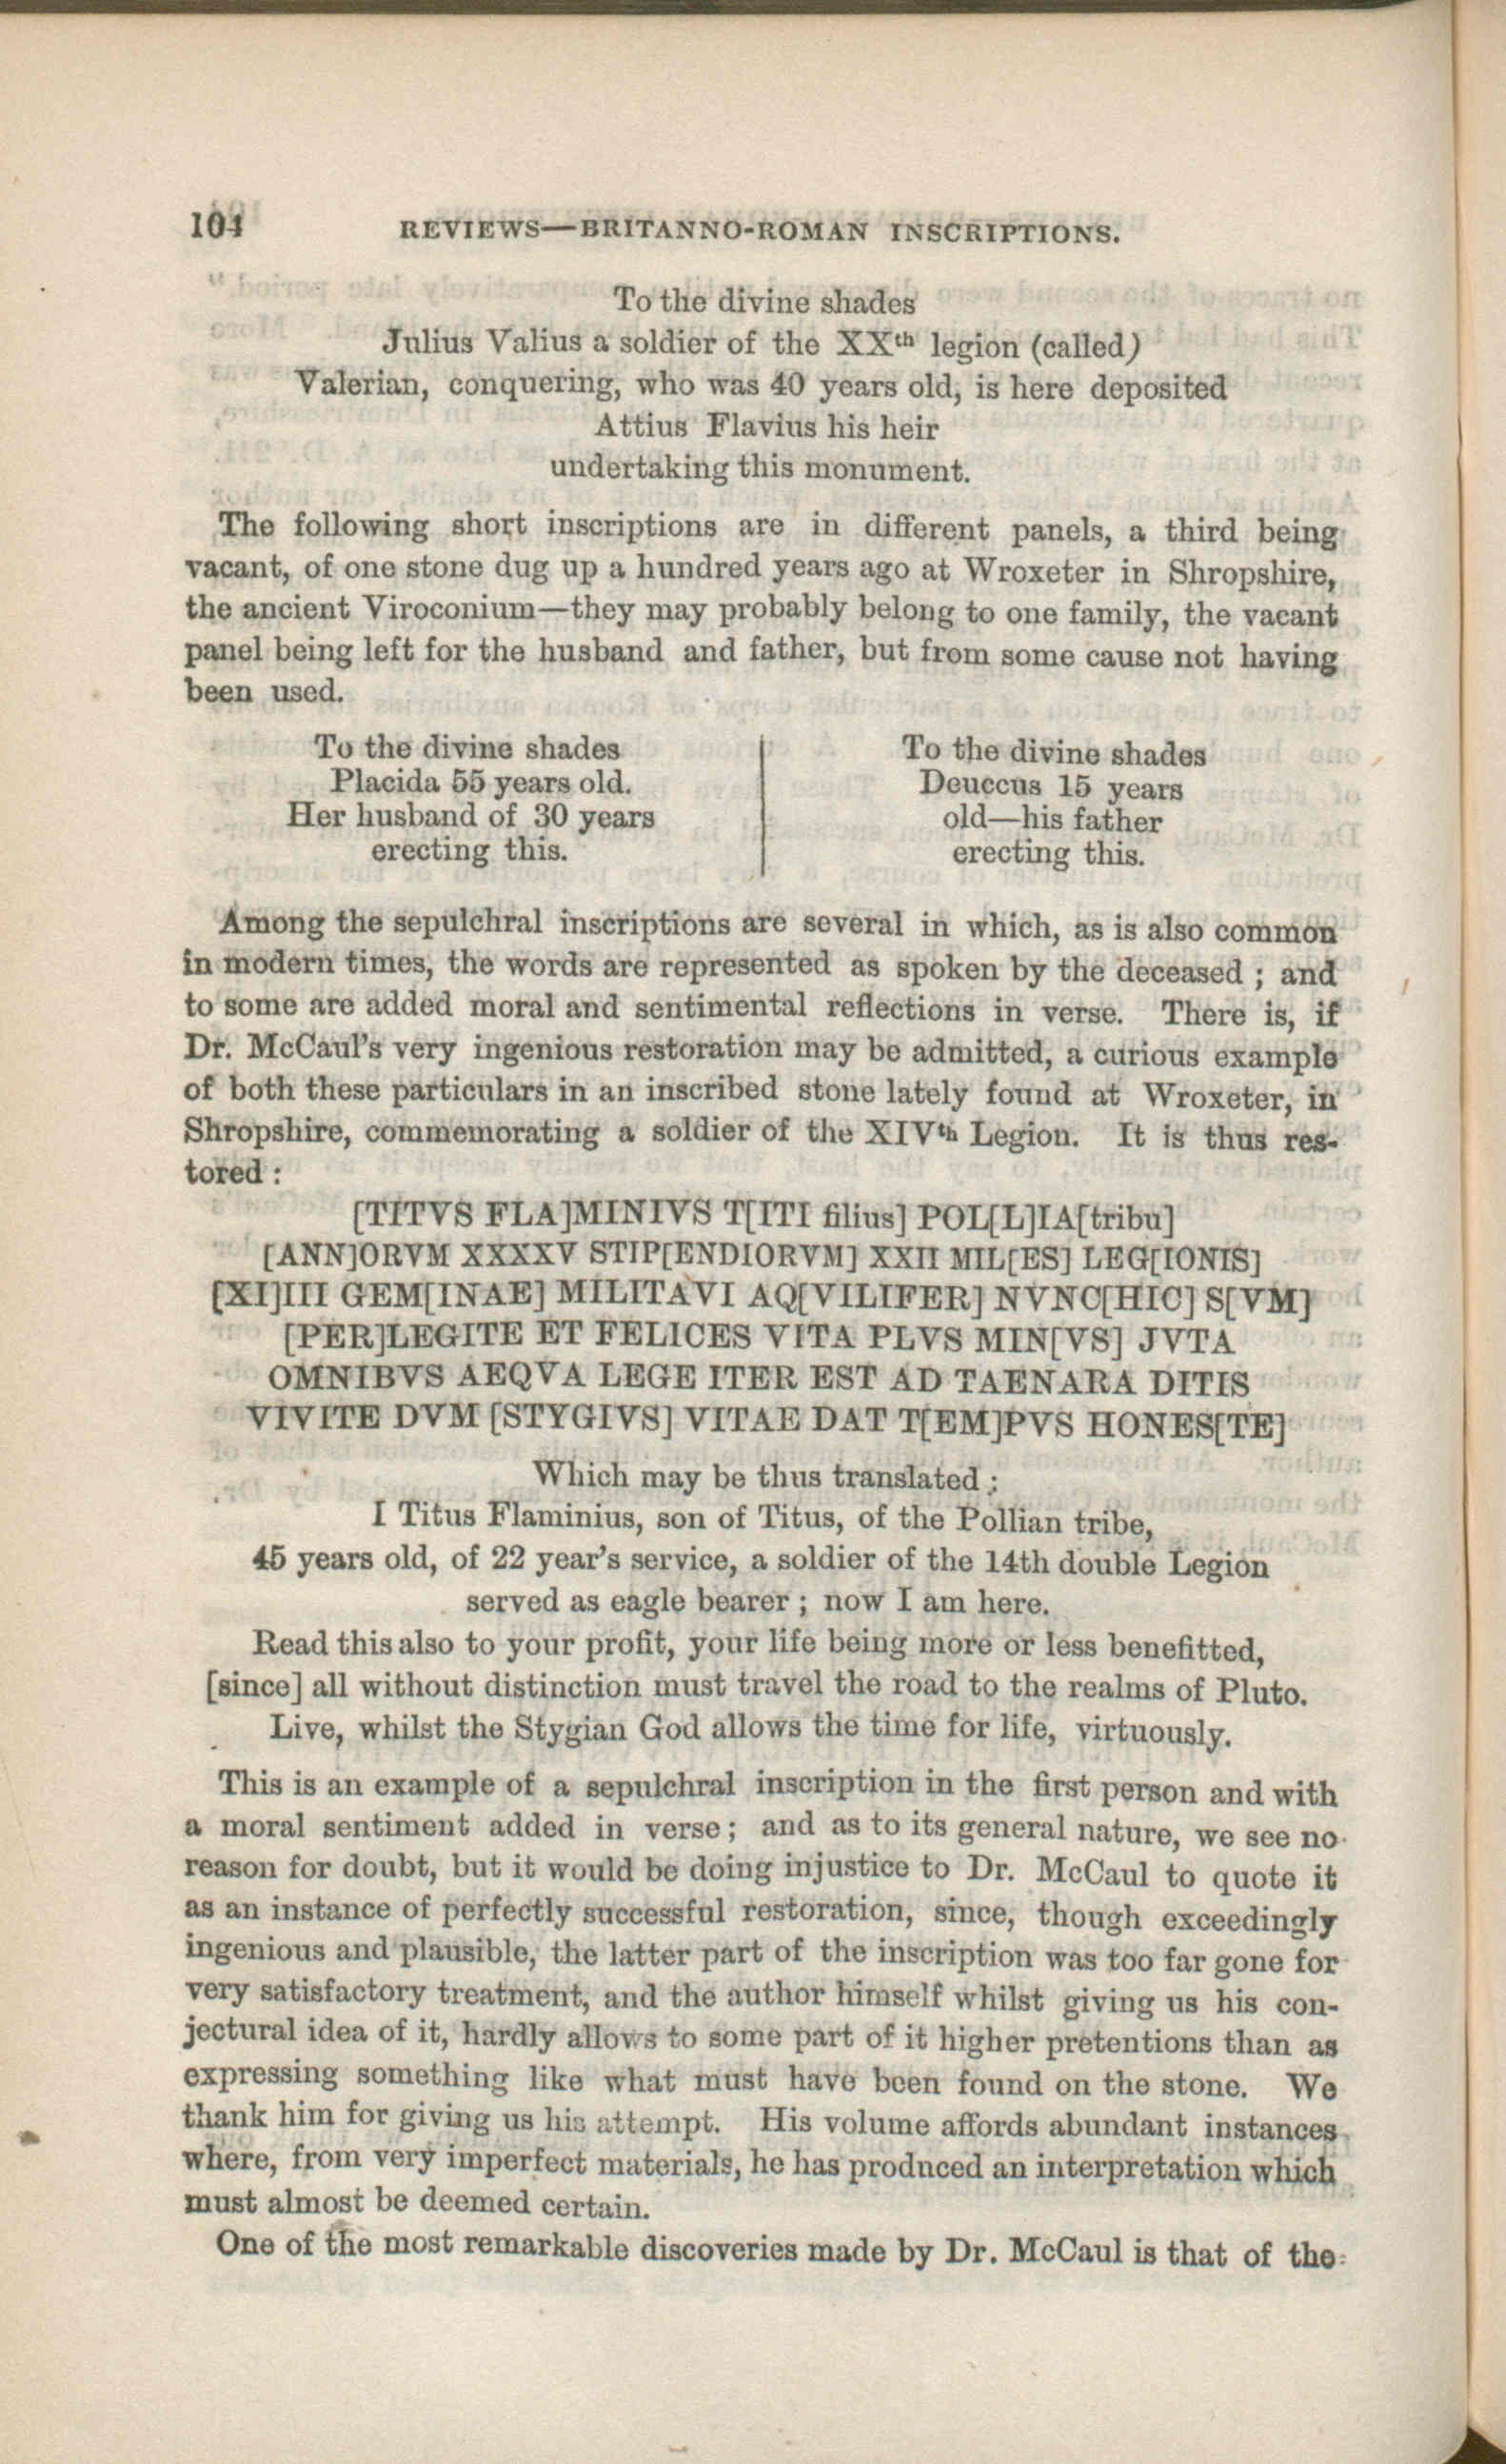 104 REVIEWS—BRITANNO-ROMAN INSCRIPTIONS.
To the divine shades
Julius Valius a soldier of the XXth legion (called)
Valerian, conquering, who was 40 years old, is here deposited
Attius Flavius his heir
undertaking this monument.
The following short inscriptions are in different panels, a third being
vacant, of one stone dug up a hundred years ago at Wroxeter in Shropshire,
the ancient Viroconium—they may probably belong to one family, the vacant
panel being left for the husband and father, but from some cause not having
been used.
To the divine shades
Placida 55 years old.
Her husband of 30 years
erecting this.
To the divine shades
Deuccus 15 years
old—his father
erecting this.
Among the sepulchral inscriptions are several in which, as is also common
in modern times, the words are represented as spoken by the deceased ; and
to some are added moral and sentimental reflections in verse. There is, if
Dr. McCaul's very ingenious restoration may be admitted, a curious example
of both these particulars in an inscribed stone lately found at Wroxeter, in
Shropshire, commemorating a soldier of the XIVth Legion. It is thus res-
tored :
[TITVS FLA]MINIVS T[ITI filius] POL[L]IA[tribu]
[ANN]ORVM XXXXV STIP[ENDIORVM] XXII MIL[ES] LEG[IONIS]
[XI]III GEM[INAE] MILITAVI AQ[VILIFER] NVNC[HIC] S[VM]
[PER]LEGITE ET FELICES VITA PLVS MIN[VS] JVTA
OMNIBVS AEQVA LEGE ITER EST AD TAENARA DITIS
VIVITE DVM [STYGIVS] VITAE DAT T[EM]PVS HONES[TE]
Which may be thus translated ;
I Titus Flaminius, son of Titus, of the Pollian tribe,
45 years old, of 22 year's service, a soldier of the 14th double Legion
served as eagle bearer ; now I am here.
Read this also to your profit, your life being more or less benefitted,
[since] all without distinction must travel the road to the realms of Pluto.
Live, whilst the Stygian God allows the time for life, virtuously.
This is an example of a sepulchral inscription in the first person and with
a moral sentiment added in verse ; and as to its general nature, we see no
reason for doubt, but it would be doing injustice to Dr. McCaul to quote it
as an instance of perfectly successful restoration, since, though exceedingly
ingenious and plausible, the latter part of the inscription was too far gone for
very satisfactory treatment, and the author himself whilst giving us his con-
jectural idea of it, hardly allows to some part of it higher pretentions than as
expressing something like what must have been found on the stone. We
thank him for giving us his attempt. His volume affords abundant instances
where, from very imperfect materials, he has produced an interpretation which
must almost be deemed certain.
One of the most remarkable discoveries made by Dr. McCaul is that of the